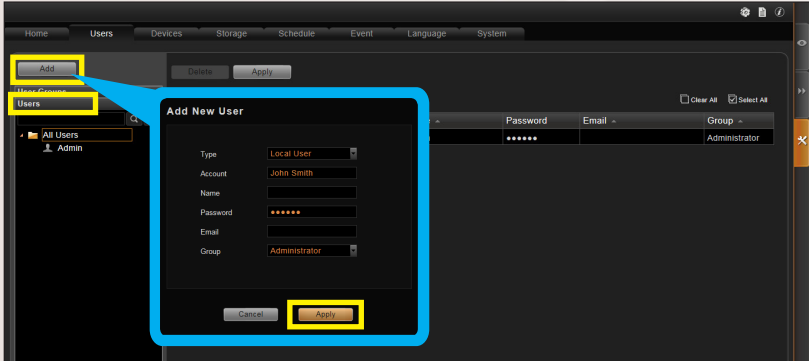 Home Users Devices Storage Schedule Event Language System
Add Delete Apply
User Groups
Clear All Select All
Users
Password Email Group
All Users
•••••• Administrator
Admin
Add New User
Type Local User
Account John Smith
Name
Password ••••••
Email
Group Administrator
Cancel Apply